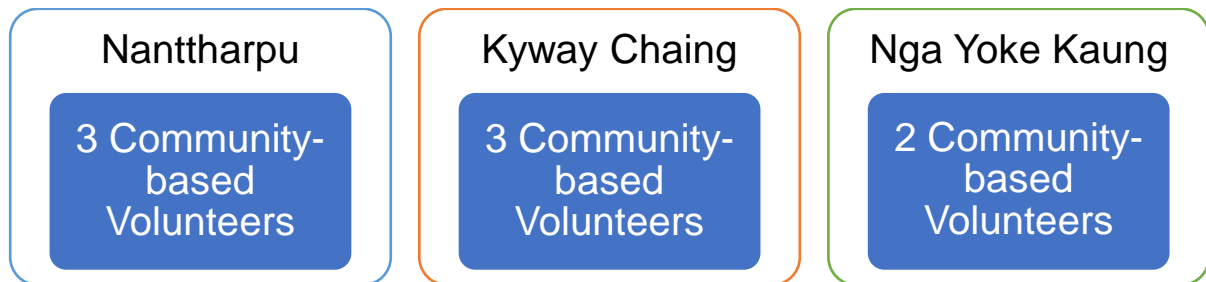 Nanttharpu
3 Community-
based
Volunteers
Kyway Chaing
3 Community-
based
Volunteers
Nga Yoke Kaung
2 Community-
based
Volunteers